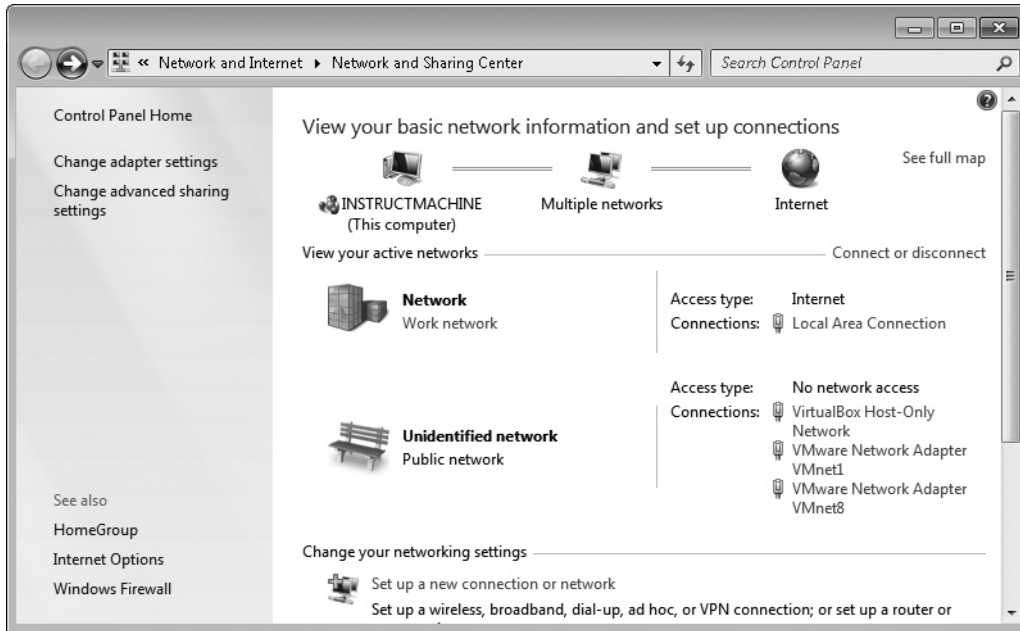 « Network and Internet ▸ Network and Sharing Center
Search Control Panel
Control Panel Home
Change adapter settings
Change advanced sharing
settings
See also
HomeGroup
Internet Options
Windows Firewall
View your basic network information and set up connections
See full map
INSTRUCTMACHINE
(This computer)
Multiple networks
Internet
View your active networks
Connect or disconnect
Network
Work network
Access type: Internet
Connections: Local Area Connection
Unidentified network
Public network
Access type: No network access
Connections: VirtualBox Host-Only
Network
VMware Network Adapter
VMnet1
VMware Network Adapter
VMnet8
Change your networking settings
Set up a new connection or network
Set up a wireless, broadband, dial-up, ad hoc, or VPN connection; or set up a router or